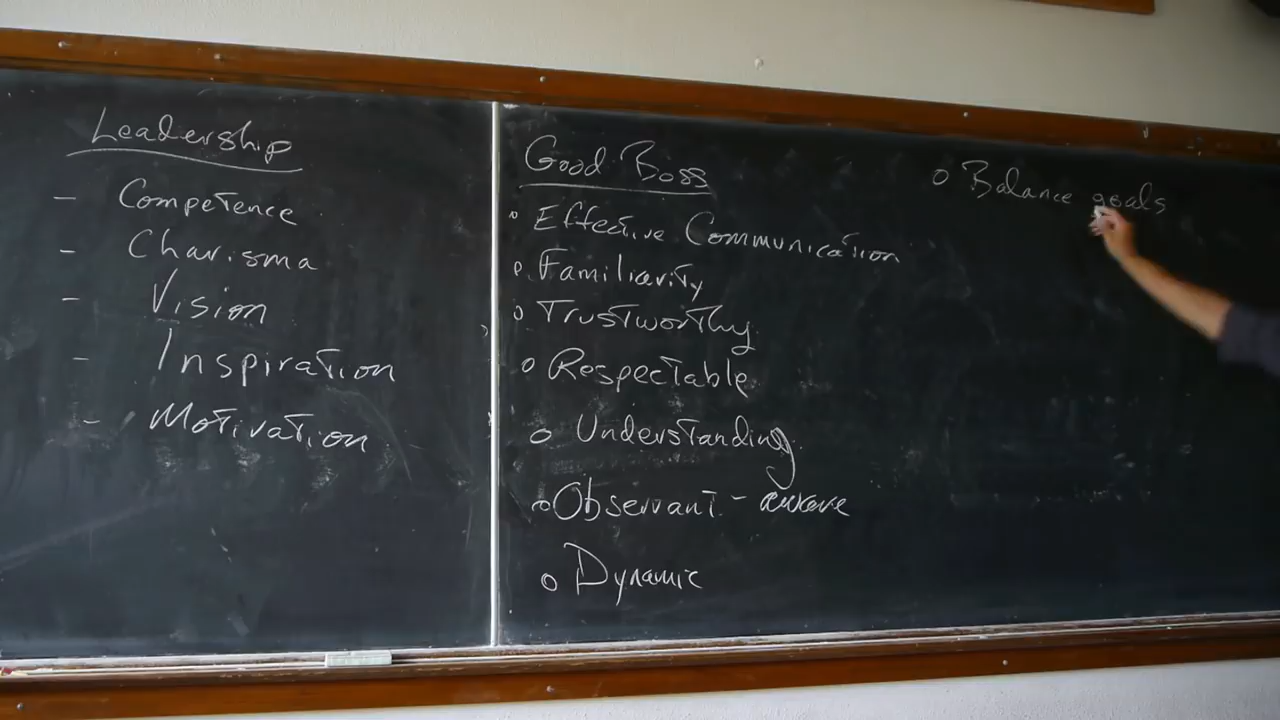 Leadership
- Competence
- Charisma
- Vision
- Inspiration
- Motivation
Good Boss
o Effective Communication
o Familiarity
o Trustworthy
o Respectable
o Understanding
o Observant - aware
o Dynamic
o Balance goals